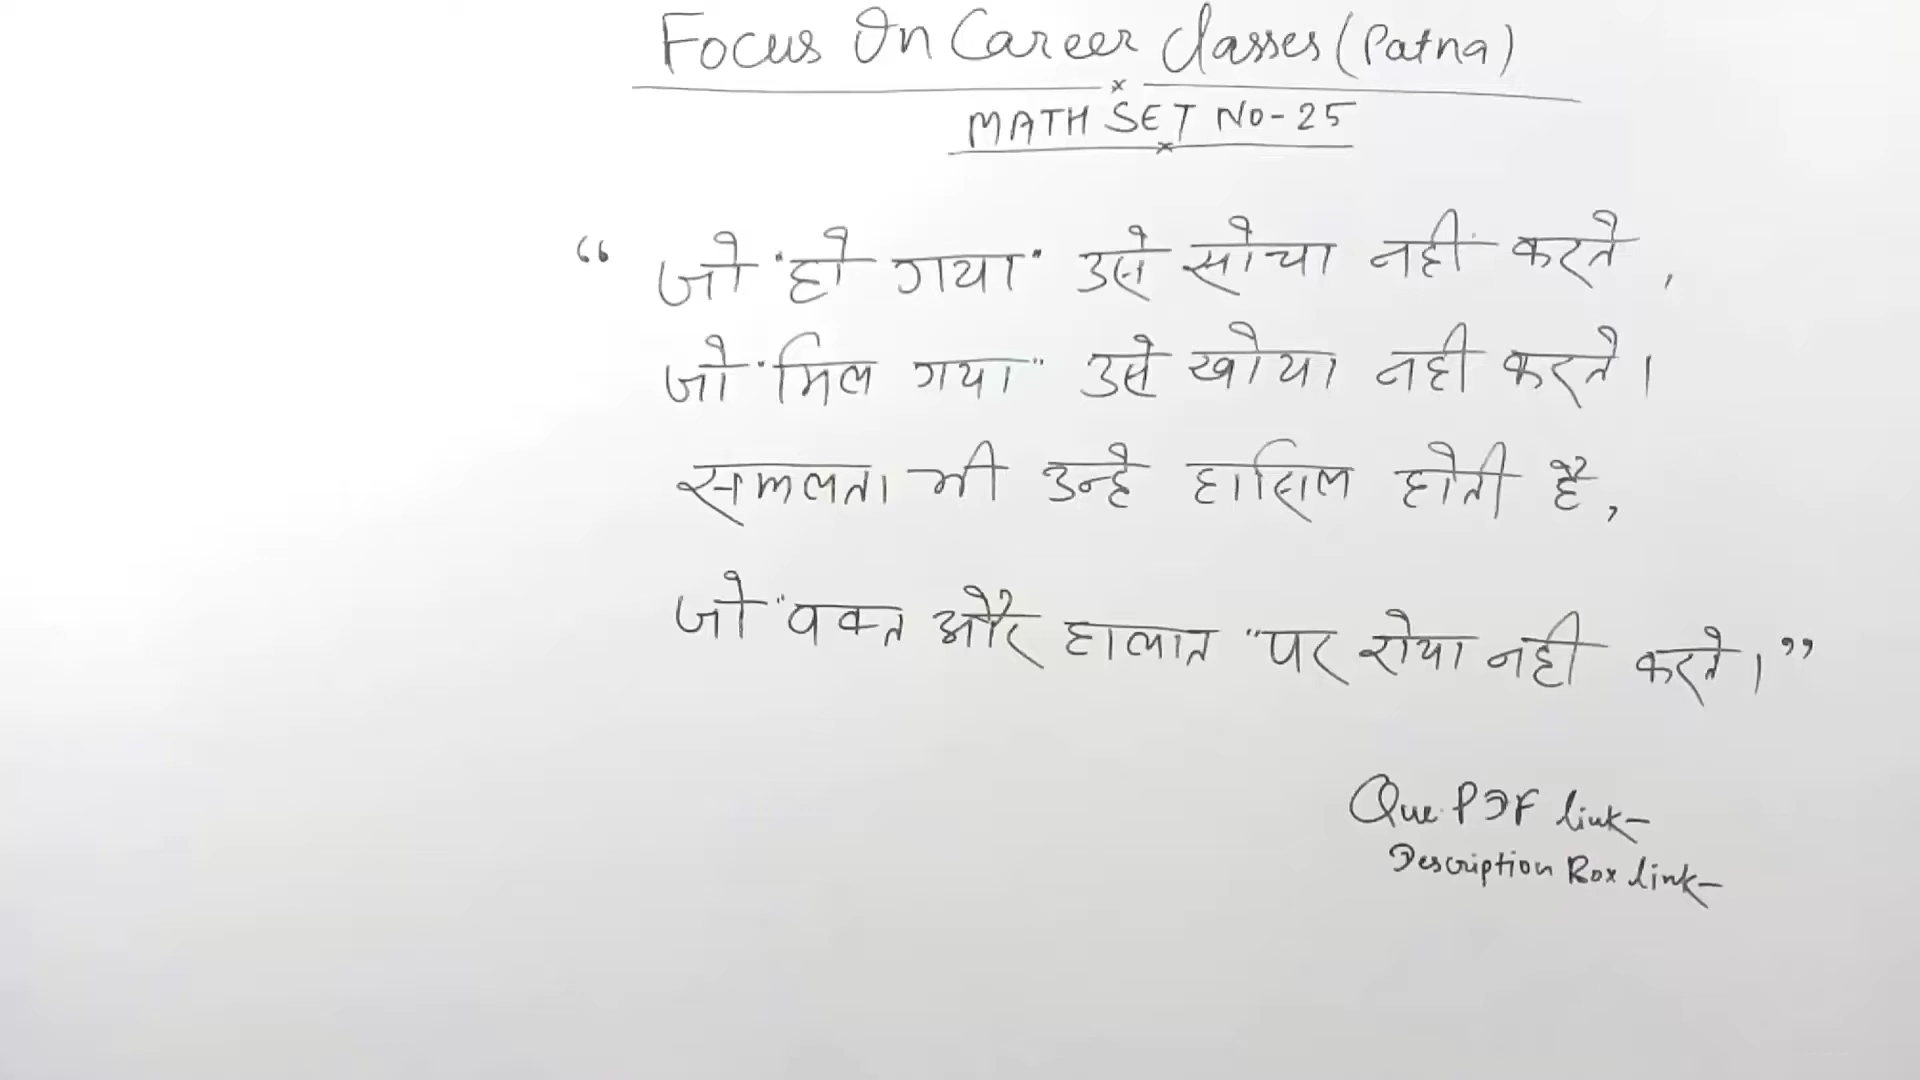 Focus On Career Classes (Patna)
MATH SET NO-25
“ जो "हो गया" उसे सोचा नही करते,
जो "मिल गया" उसे खोया नही करते।
सफलता भी उन्हे हासिल होती है,
जो "वक्त और हालात "पर रोया नही करते।”
Que. PDF link-
Description Box link-